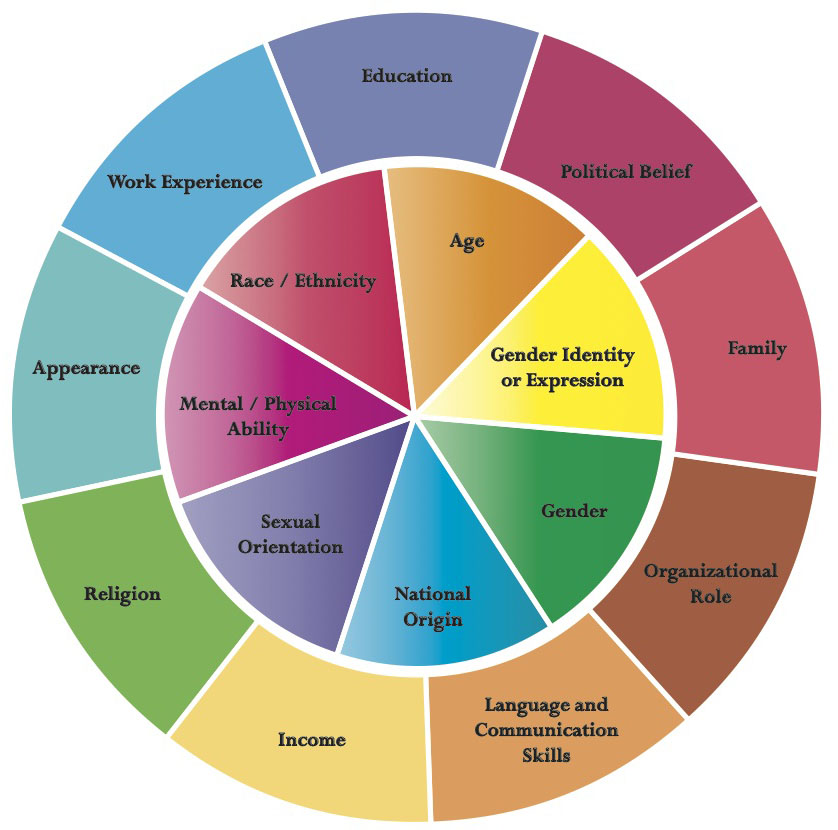 Education
Political Belief
Family
Organizational
Role
Language and
Communication
Skills
Income
Religion
Appearance
Work Experience
Age
Gender Identity
or Expression
Gender
National
Origin
Sexual
Orientation
Mental / Physical
Ability
Race / Ethnicity